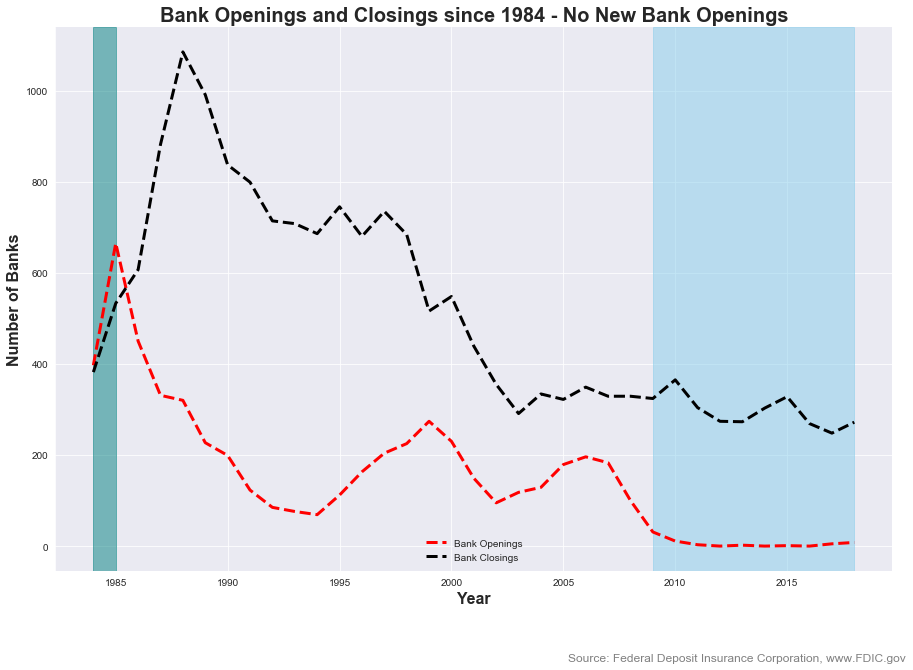 Bank Openings and Closings since 1984 - No New Bank Openings
Number of Banks
1000
800
600
400
200
0
Bank Openings
Bank Closings
1985 1990 1995 2000 2005 2010 2015
Year
Source: Federal Deposit Insurance Corporation, www.FDIC.gov